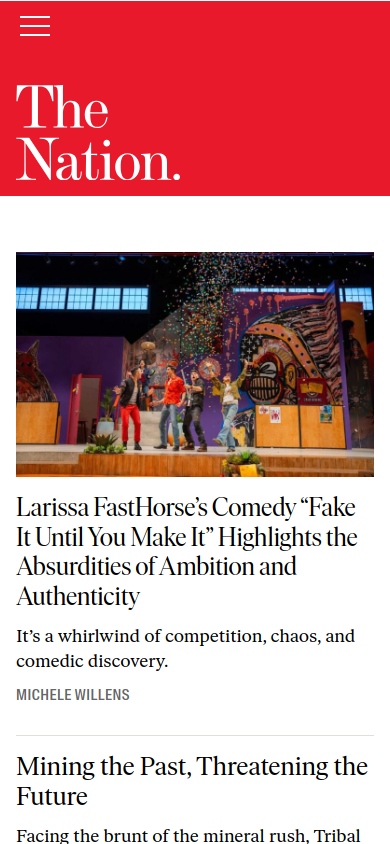 The
Nation.
Larissa FastHorse’s Comedy “Fake
It Until You Make It” Highlights the
Absurdities of Ambition and
Authenticity
It’s a whirlwind of competition, chaos, and
comedic discovery.
MICHELE WILLENS
Mining the Past, Threatening the
Future
Facing the brunt of the mineral rush, Tribal